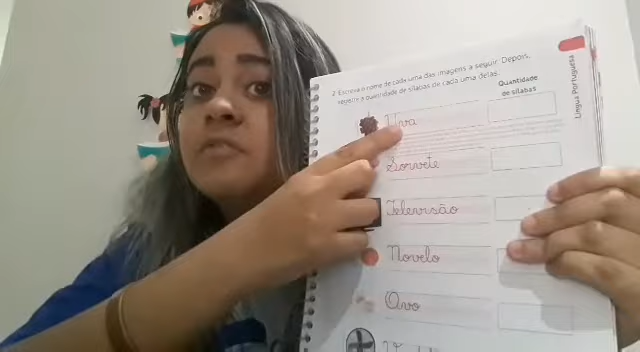 2 Escreva o nome de cada uma das imagens a seguir. Depois,
registre a quantidade de sílabas de cada uma delas.
Quantidade
de sílabas
Língua Portuguesa
Uva
Sorvete
Televisão
Novelo
Ovo